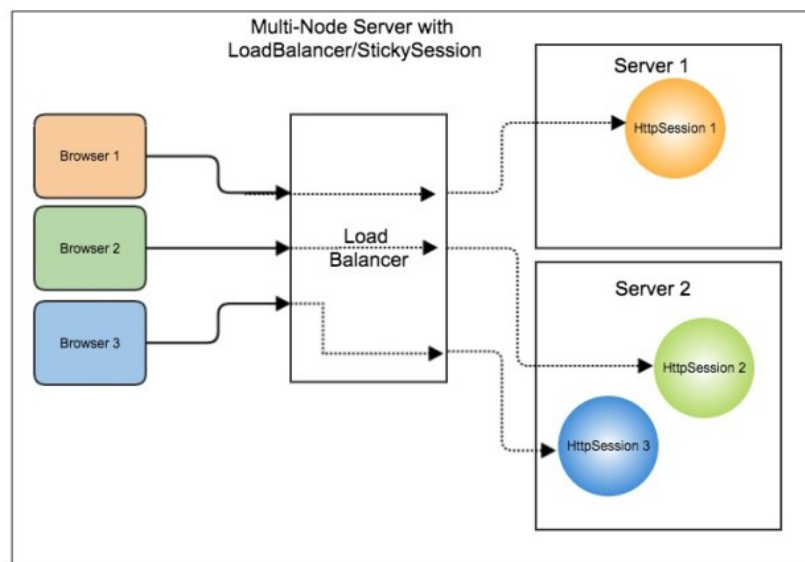 Multi-Node Server with
LoadBalancer/StickySession
Server 1
HttpSession 1
Browser 1
Browser 2
Browser 3
Load
Balancer
Server 2
HttpSession 2
HttpSession 3